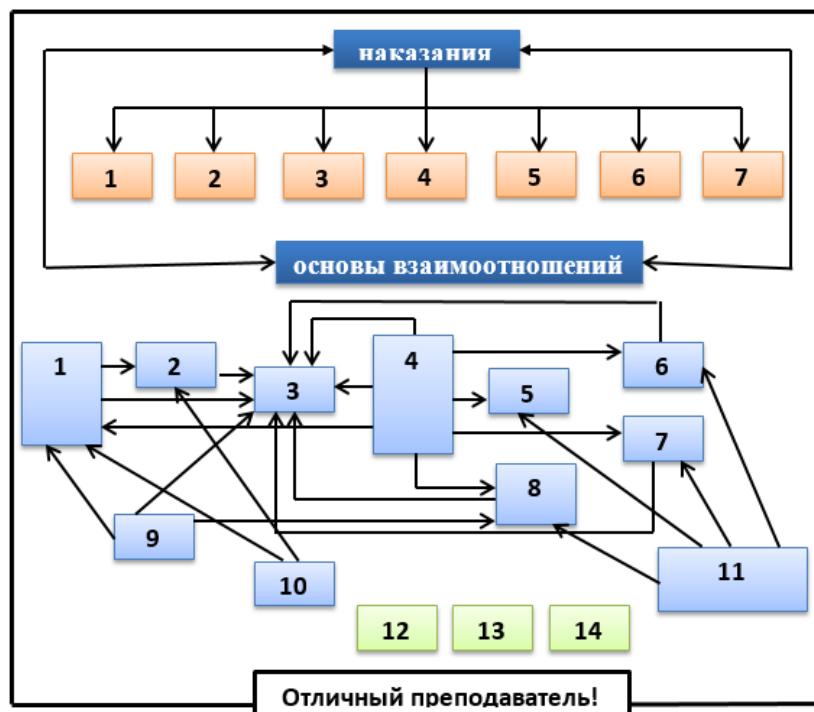 наказания
1 2 3 4 5 6 7
основы взаимоотношений
1 2 3 4 5 6 7 8 9 10 11
12 13 14
Отличный преподаватель!